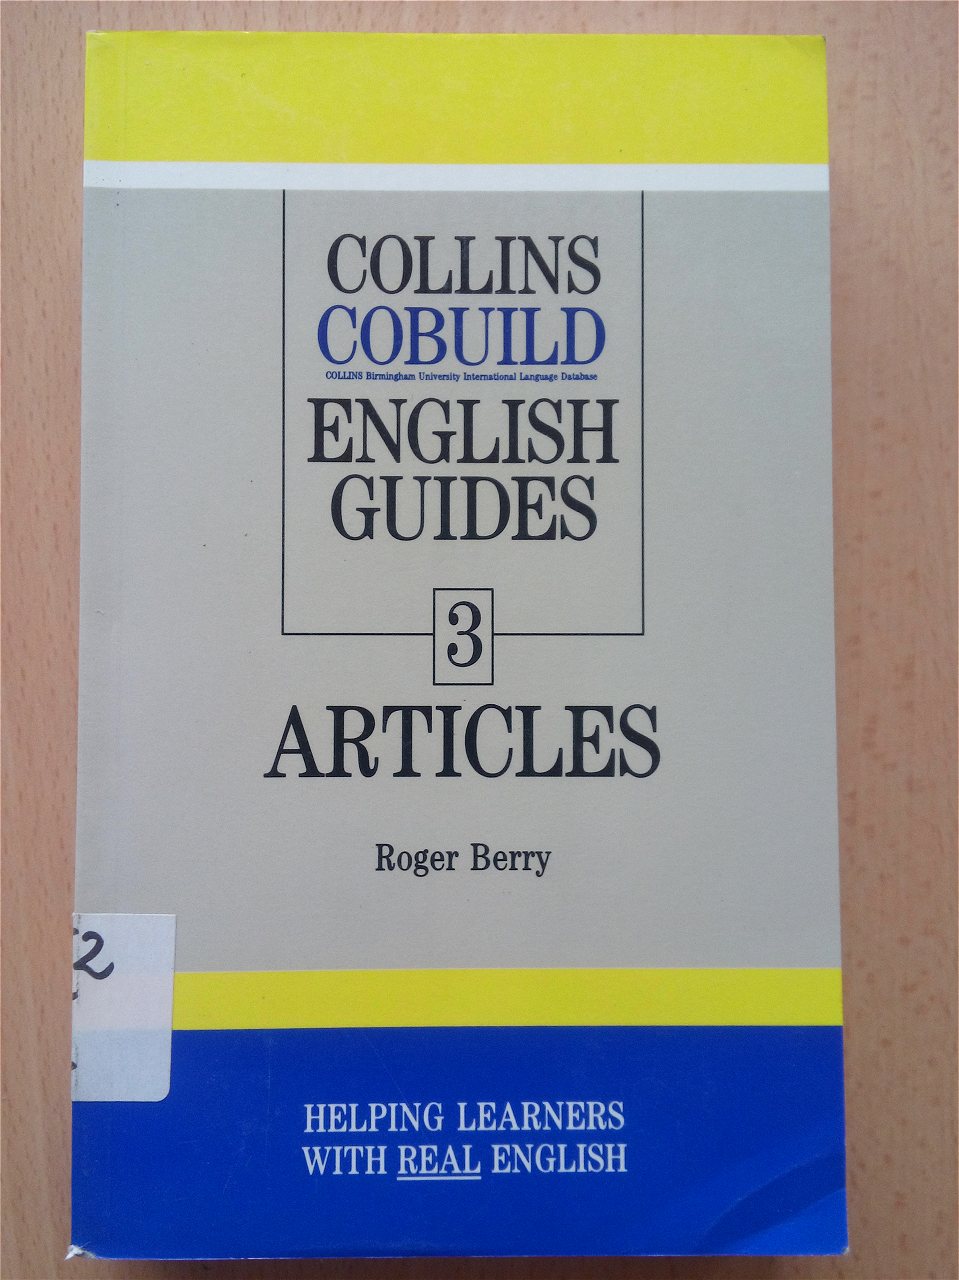 COLLINS
COBUILD
COLLINS Birmingham University International Language Database
ENGLISH
GUIDES
3
ARTICLES
Roger Berry
2
HELPING LEARNERS
WITH REAL ENGLISH